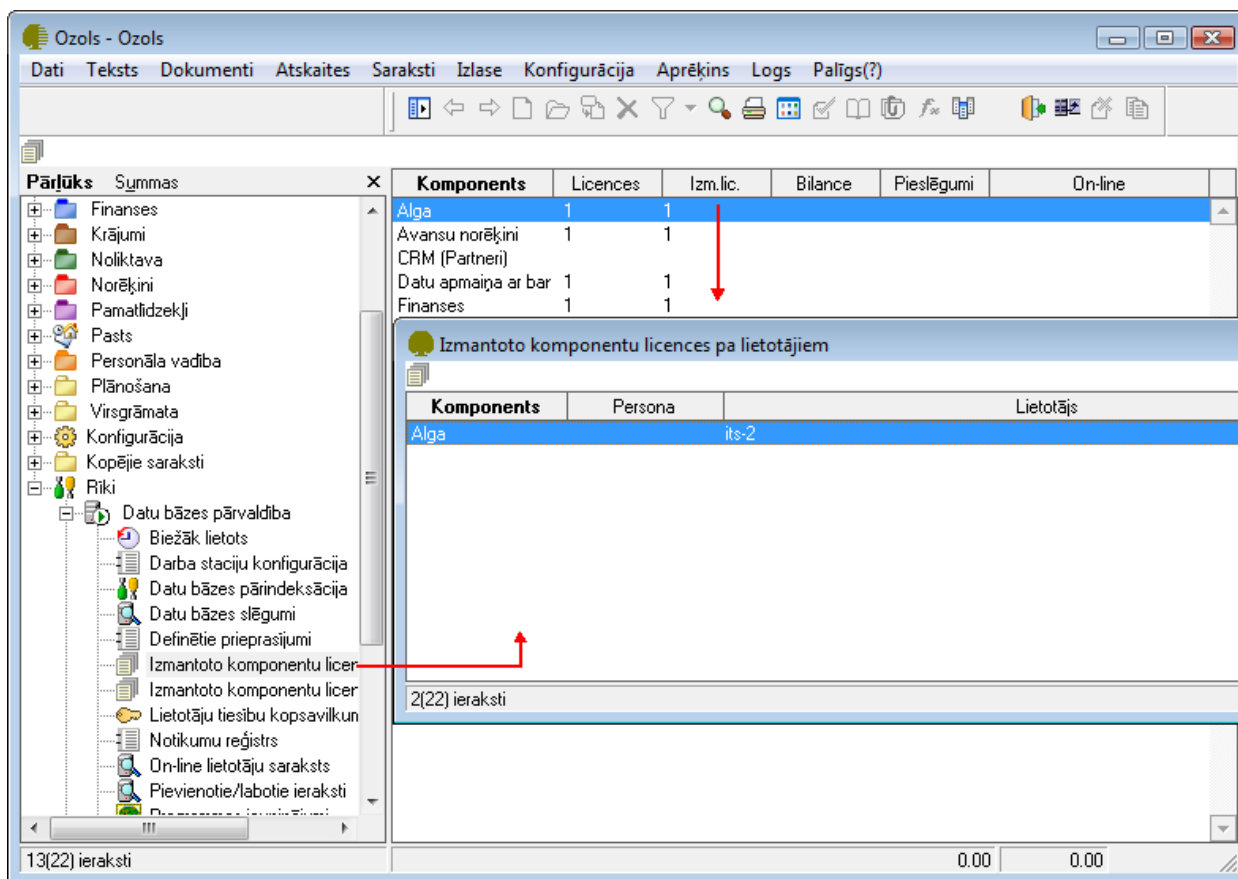 Ozols - Ozols
Dati Teksts Dokumenti Atskaites Saraksti Izlase Konfigurācija Aprēķins Logs Palīgs(?)
Pārlūks Summas
Finanses
Krājumi
Noliktava
Norēķini
Pamatlīdzekļi
Pasts
Personāla vadība
Plānošana
Virsgrāmata
Konfigurācija
Kopējie saraksti
Rīki
Datu bāzes pārvaldība
Biežāk lietots
Darba staciju konfigurācija
Datu bāzes pārindeksācija
Datu bāzes slēgumi
Definētie prieprasījumi
Izmantoto komponentu licer
Izmantoto komponentu licer
Lietotāju tiesību kopsavilkun
Notikumu reģistrs
On-line lietotāju saraksts
Pievienotie/labotie ieraksti
13(22) ieraksti
Komponents Licences Izm.lic. Bilance Pieslēgumi On-line
Alga 1 1
Avansu norēķini 1 1
CRM (Partneri)
Datu apmaiņa ar bar 1 1
Finanses 1 1
Izmantoto komponentu licences pa lietotājiem
Komponents Persona Lietotājs
Alga its-2
2(22) ieraksti
0.00 0.00